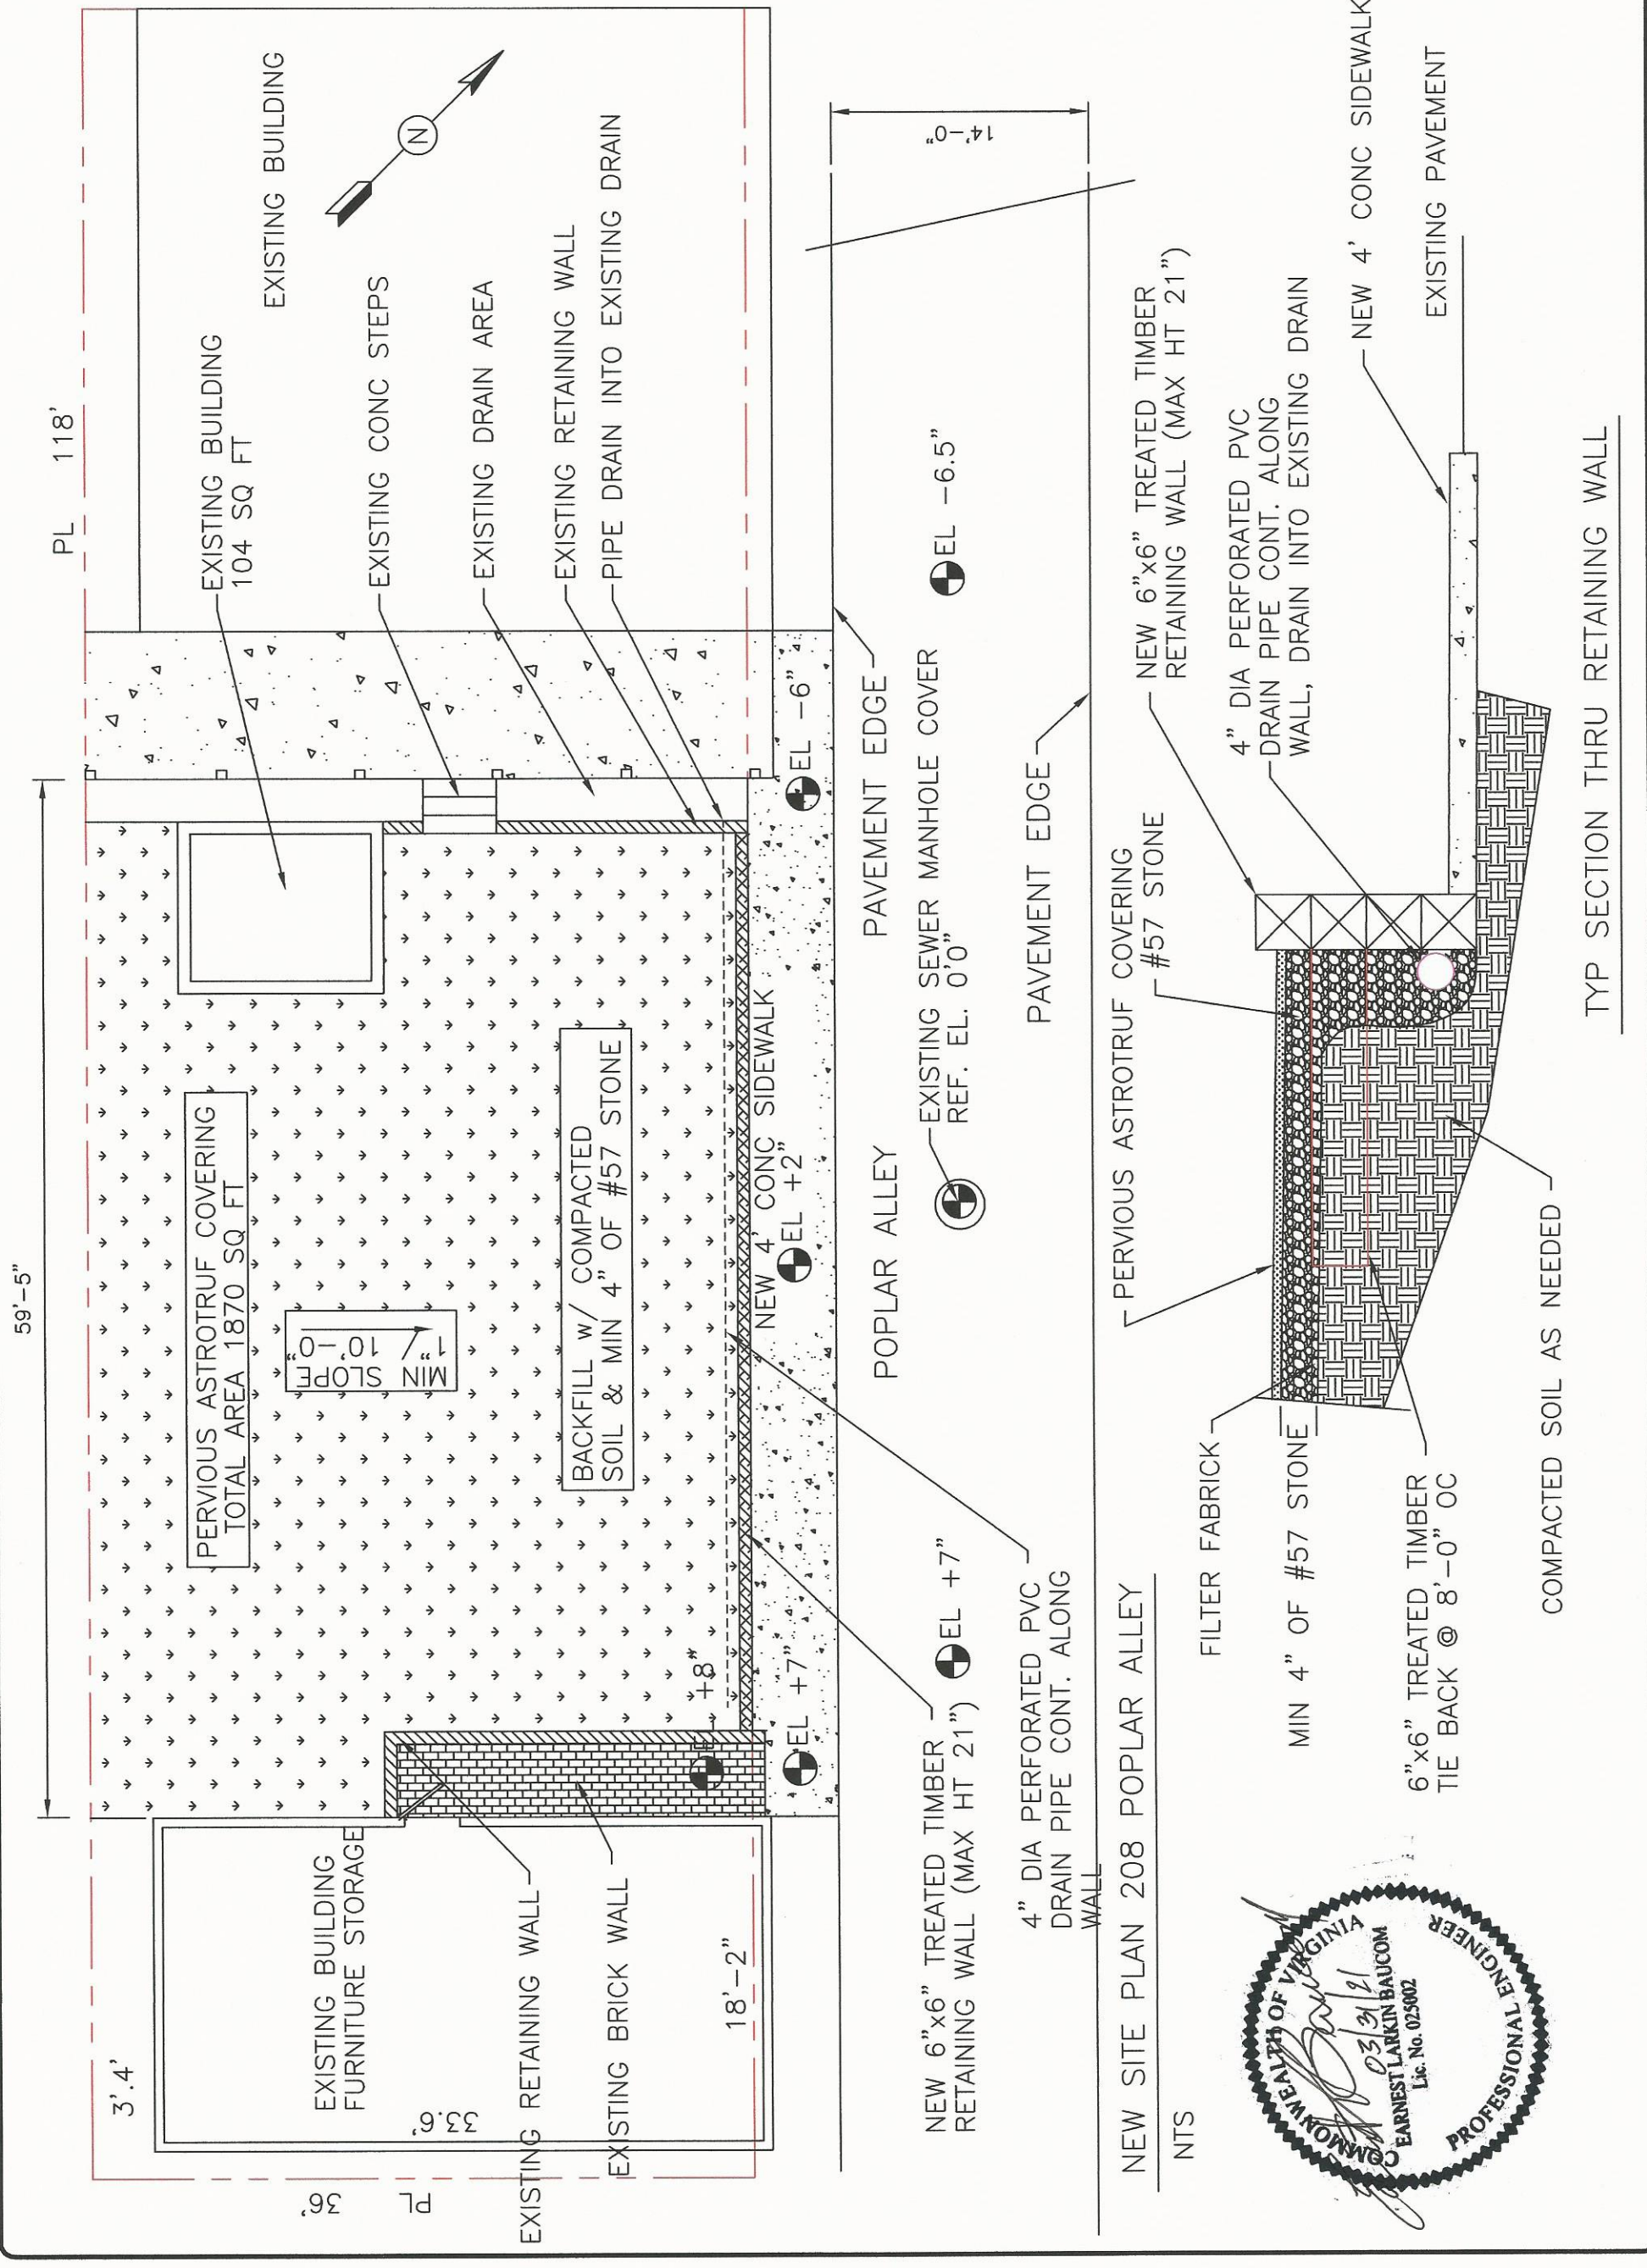 PL 118'
59'-5"
EXISTING BUILDING
EXISTING BUILDING
104 SQ FT
EXISTING CONC STEPS
EXISTING DRAIN AREA
EXISTING RETAINING WALL
PIPE DRAIN INTO EXISTING DRAIN
N
14'-0"
3'.4'
EXISTING BUILDING
FURNITURE STORAGE
33.6'
18'-2"
36'
PL
EXISTING RETAINING WALL
EXISTING BRICK WALL
PERVIOUS ASTROTRUF COVERING
TOTAL AREA 1870 SQ FT
MIN SLOPE
1"/ 10'-0"
BACKFILL w/ COMPACTED
SOIL & MIN 4" OF #57 STONE
NEW 4' CONC SIDEWALK
EL +8"
EL +7"
EL +2"
EL -6"
PAVEMENT EDGE
POPLAR ALLEY
EXISTING SEWER MANHOLE COVER
REF. EL. 0'0"
EL -6.5"
EL +7"
PAVEMENT EDGE
NEW 6"x6" TREATED TIMBER
RETAINING WALL (MAX HT 21")
4" DIA PERFORATED PVC
DRAIN PIPE CONT. ALONG
WALL
NEW SITE PLAN 208 POPLAR ALLEY
NTS
PERVIOUS ASTROTRUF COVERING
#57 STONE
NEW 6"x6" TREATED TIMBER
RETAINING WALL (MAX HT 21")
4" DIA PERFORATED PVC
DRAIN PIPE CONT. ALONG
WALL, DRAIN INTO EXISTING DRAIN
NEW 4' CONC SIDEWALK
EXISTING PAVEMENT
FILTER FABRICK
MIN 4" OF #57 STONE
6"x6" TREATED TIMBER
TIE BACK @ 8'-0" OC
COMPACTED SOIL AS NEEDED
TYP SECTION THRU RETAINING WALL
COMMONWEALTH OF VIRGINIA
03/31/21
EARNEST LARKIN BAUCOM
Lic. No. 025002
PROFESSIONAL ENGINEER